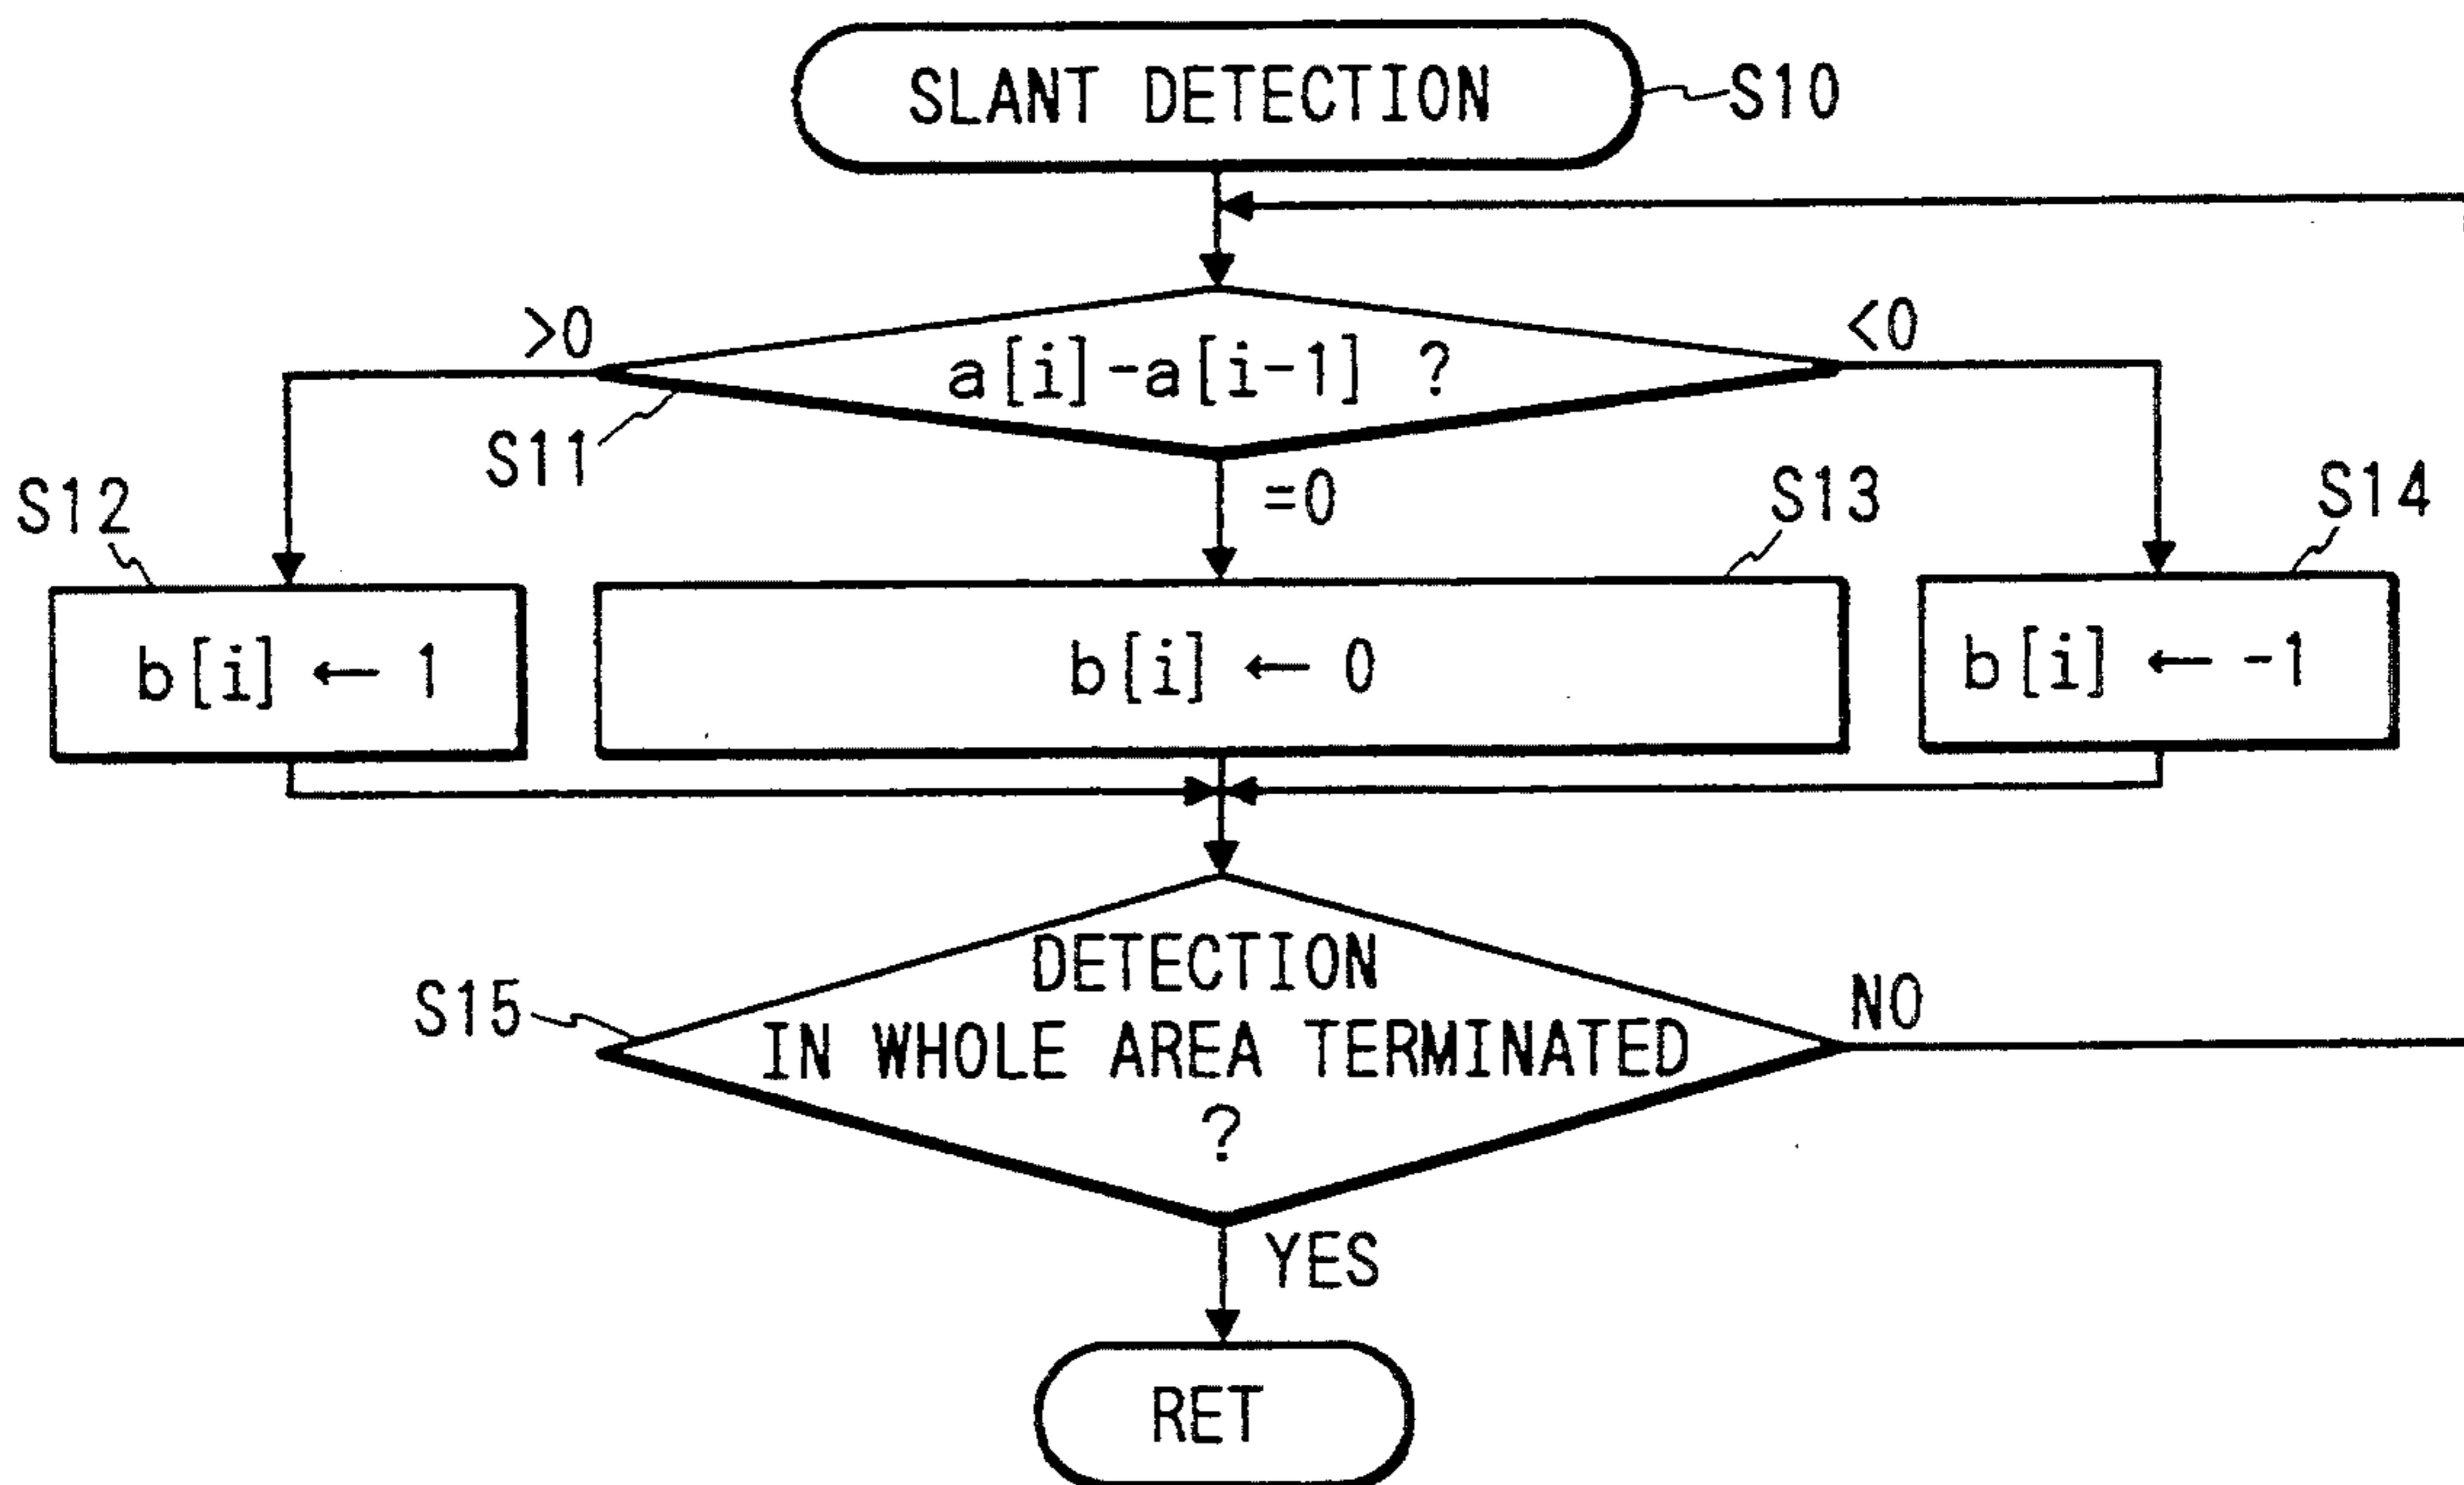 SLANT DETECTION
S10
>0
a[i]-a[i-1] ?
<0
S11
=0
S12
S13
S14
b[i] ← 1
b[i] ← 0
b[i] ← -1
S15
DETECTION
IN WHOLE AREA TERMINATED
?
NO
YES
RET